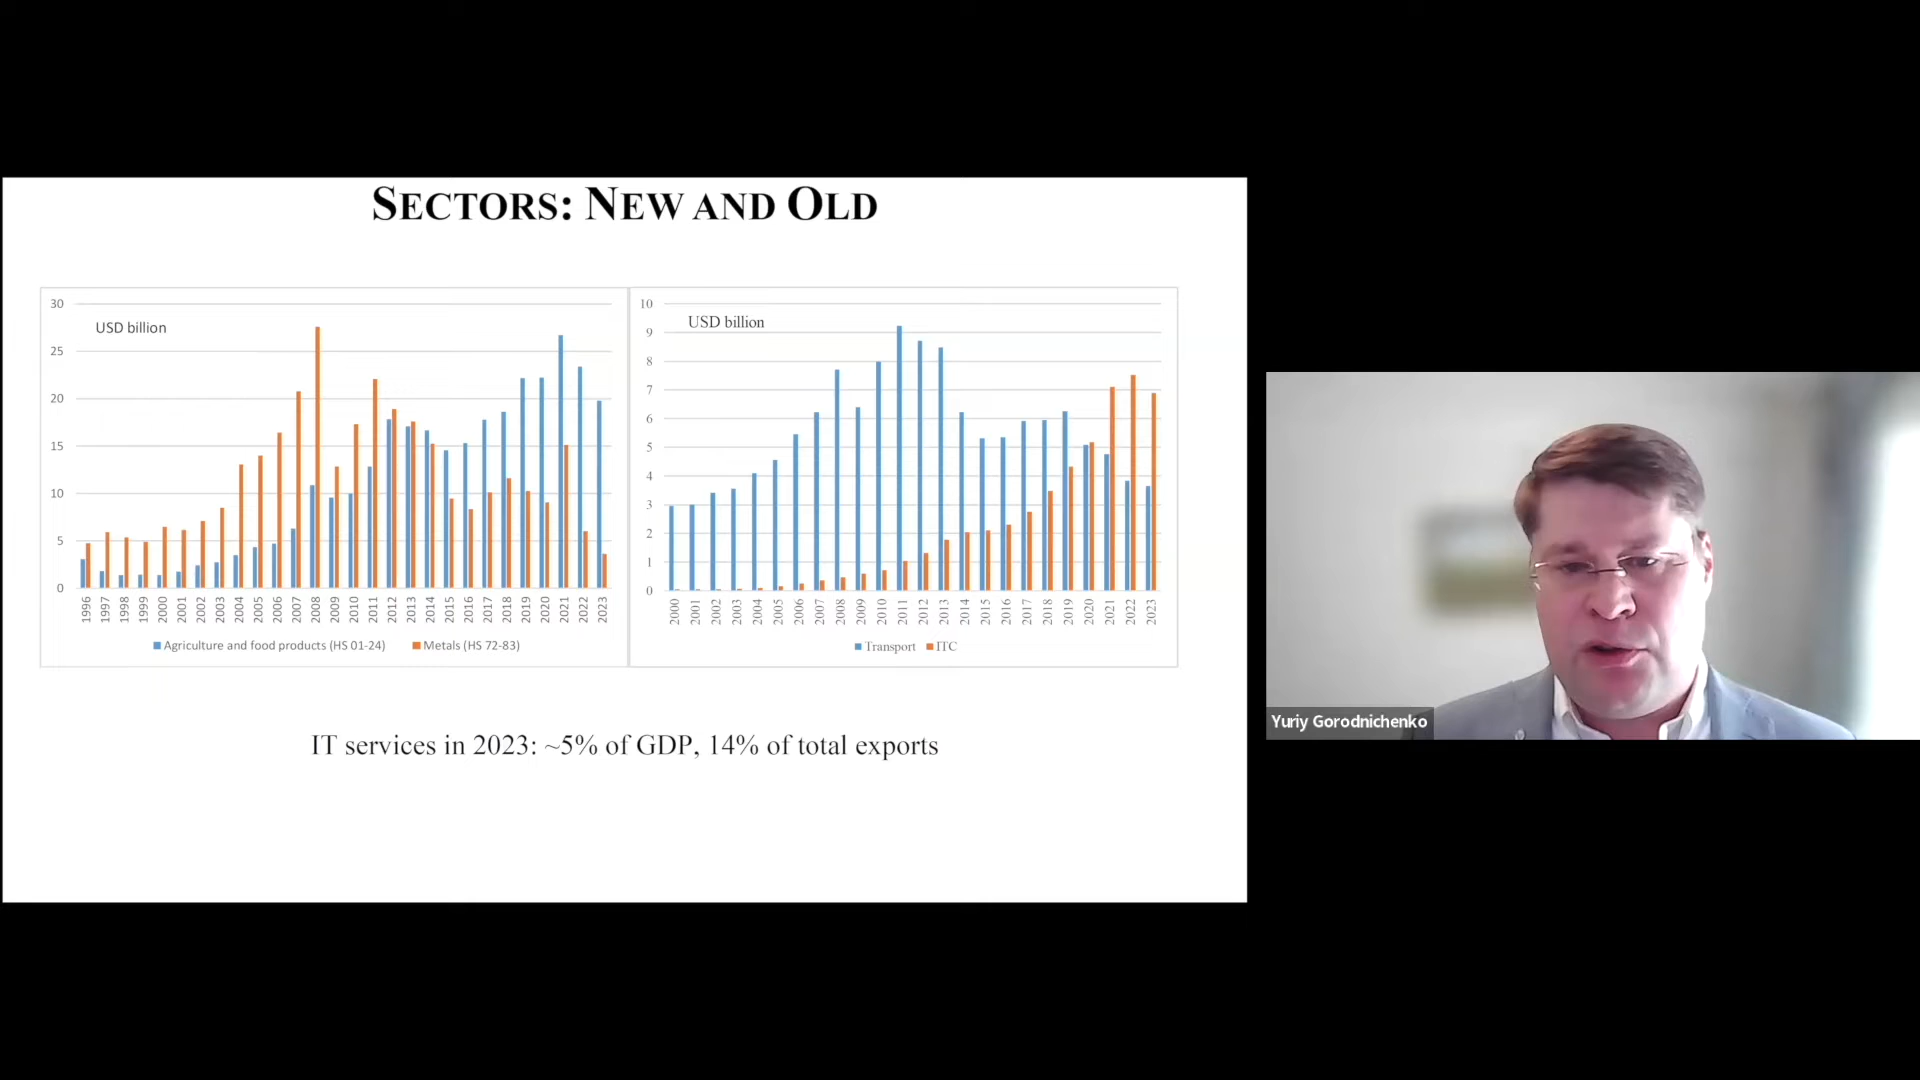 SECTORS: NEW AND OLD
USD billion
30
25
20
15
10
5
0
1996 1997 1998 1999 2000 2001 2002 2003 2004 2005 2006 2007 2008 2009 2010 2011 2012 2013 2014 2015 2016 2017 2018 2019 2020 2021 2022 2023
Agriculture and food products (HS 01-24) Metals (HS 72-83)
USD billion
10
9
8
7
6
5
4
3
2
1
0
2000 2001 2002 2003 2004 2005 2006 2007 2008 2009 2010 2011 2012 2013 2014 2015 2016 2017 2018 2019 2020 2021 2022 2023
Transport ITC
IT services in 2023: ~5% of GDP, 14% of total exports
Yuriy Gorodnichenko